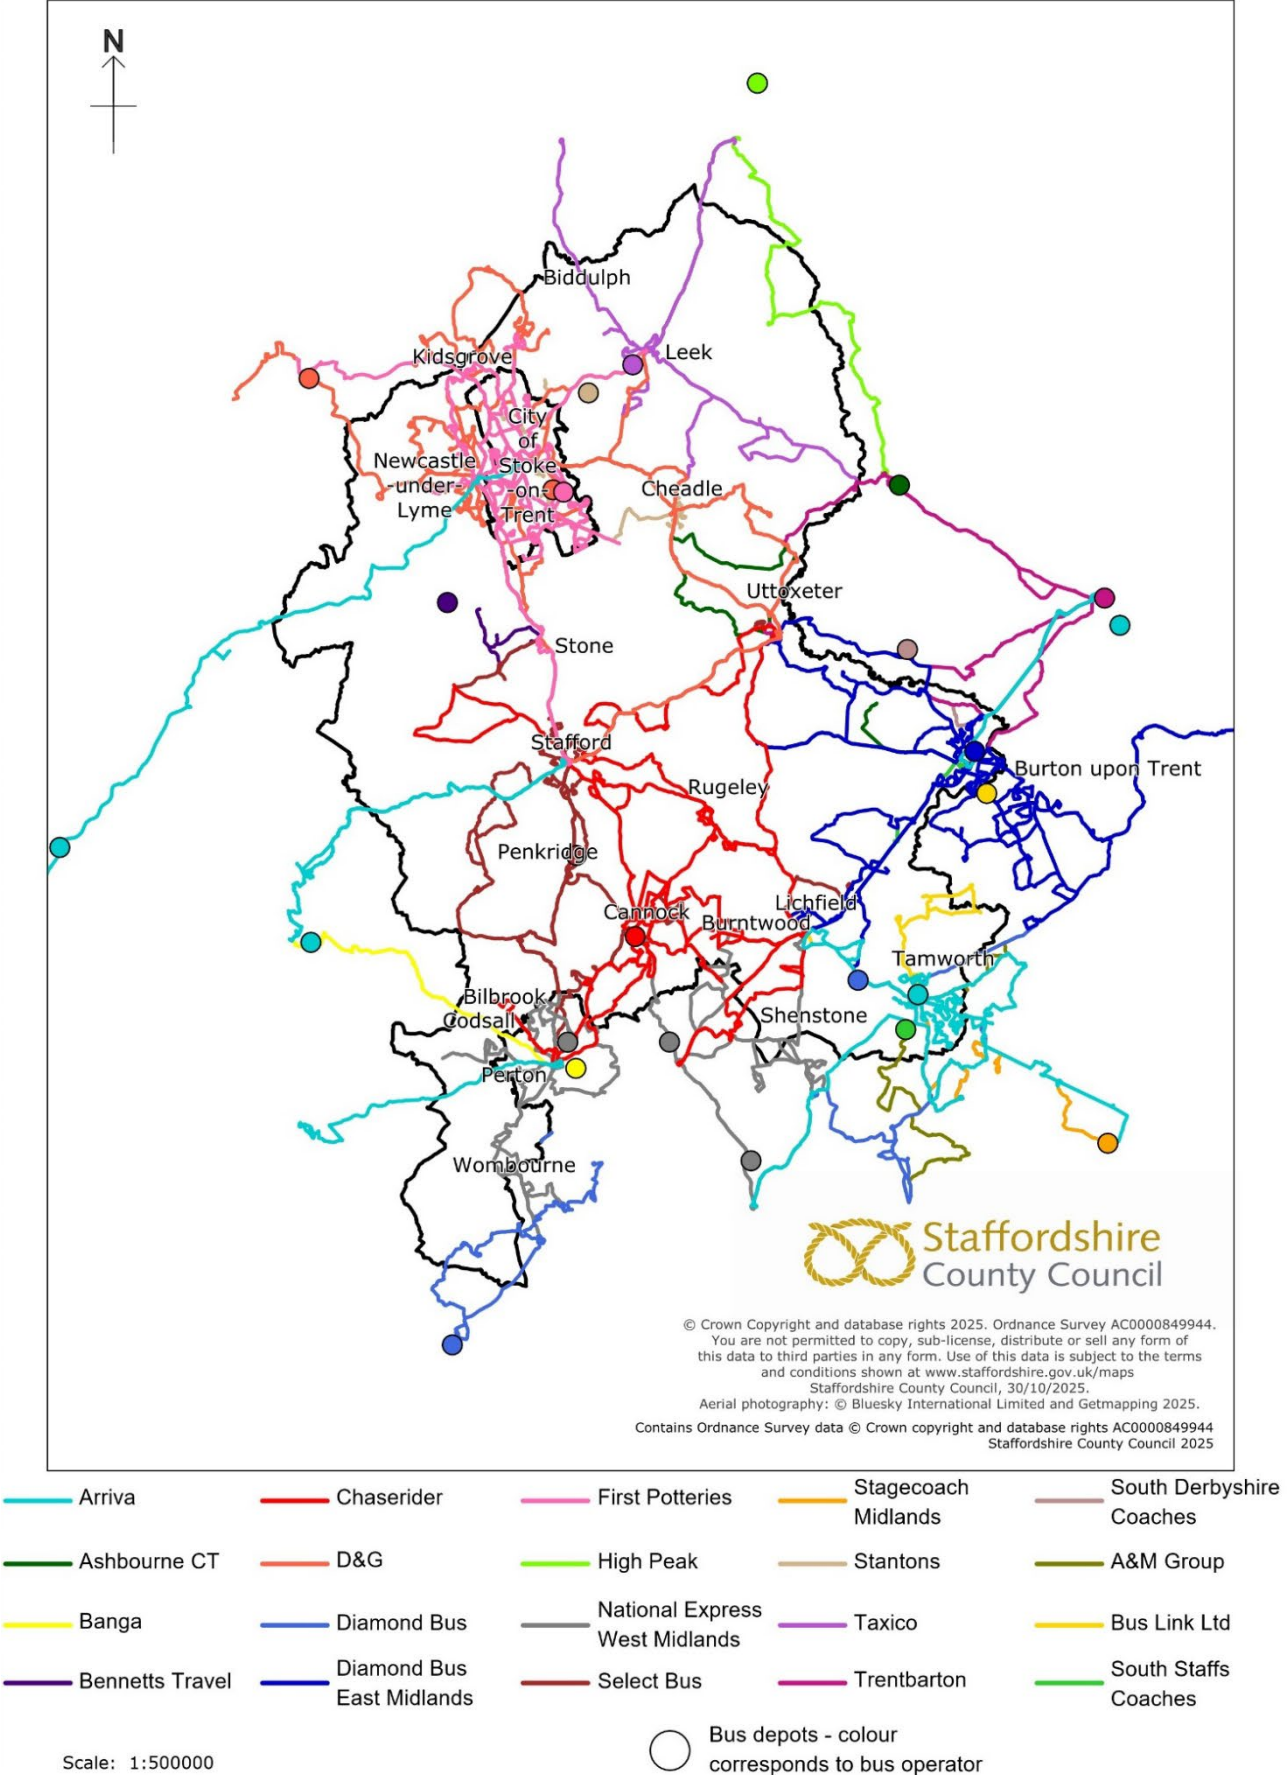 N
Biddulph
Kidsgrove
Leek
City
of
Stoke
-on-
Trent
Newcastle
-under-
Lyme
Cheadle
Uttoxeter
Stone
Stafford
Rugeley
Burton upon Trent
Penkridge
Lichfield
Cannock
Burntwood
Tamworth
Bilbrook
Codsall
Shenstone
Perton
Wombourne
Staffordshire
County Council
© Crown Copyright and database rights 2025. Ordnance Survey AC0000849944.
You are not permitted to copy, sub-license, distribute or sell any form of
this data to third parties in any form. Use of this data is subject to the terms
and conditions shown at www.staffordshire.gov.uk/maps
Staffordshire County Council, 30/10/2025.
Aerial photography: © Bluesky International Limited and Getmapping 2025.
Contains Ordnance Survey data © Crown copyright and database rights AC0000849944
Staffordshire County Council 2025
Arriva
Ashbourne CT
Banga
Bennetts Travel
Chaserider
D&G
Diamond Bus
Diamond Bus
East Midlands
First Potteries
High Peak
National Express
West Midlands
Select Bus
Stagecoach
Midlands
Stantons
Taxico
Trentbarton
South Derbyshire
Coaches
A&M Group
Bus Link Ltd
South Staffs
Coaches
Bus depots - colour
corresponds to bus operator
Scale: 1:500000